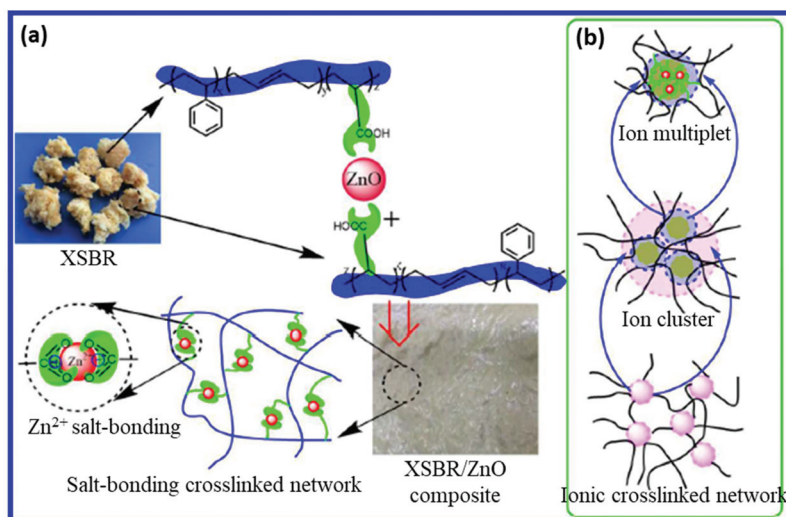 (a)
x
y
z
COOH
ZnO
HOOC
+
z
y
x
XSBR
C
O
O
O
O
C
Zn²⁺
Zn²⁺ salt-bonding
Salt-bonding crosslinked network
XSBR/ZnO
composite
(b)
Ion multiplet
Ion cluster
Ionic crosslinked network